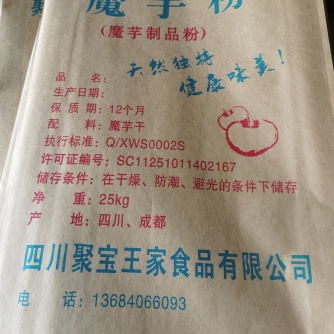 魔芋粉
(魔芋制品粉)
天然独特
健康味美!
品 名:
生产日期:
保 质 期: 12个月
配 料: 魔芋干
执行标准: Q/XWS0002S
许可证编号: SC11251011402167
储存条件: 在干燥、防潮、避光的条件下储存
净 重: 25kg
产 地: 四川、成都
四川聚宝王家食品有限公司
电 话: 13684066093